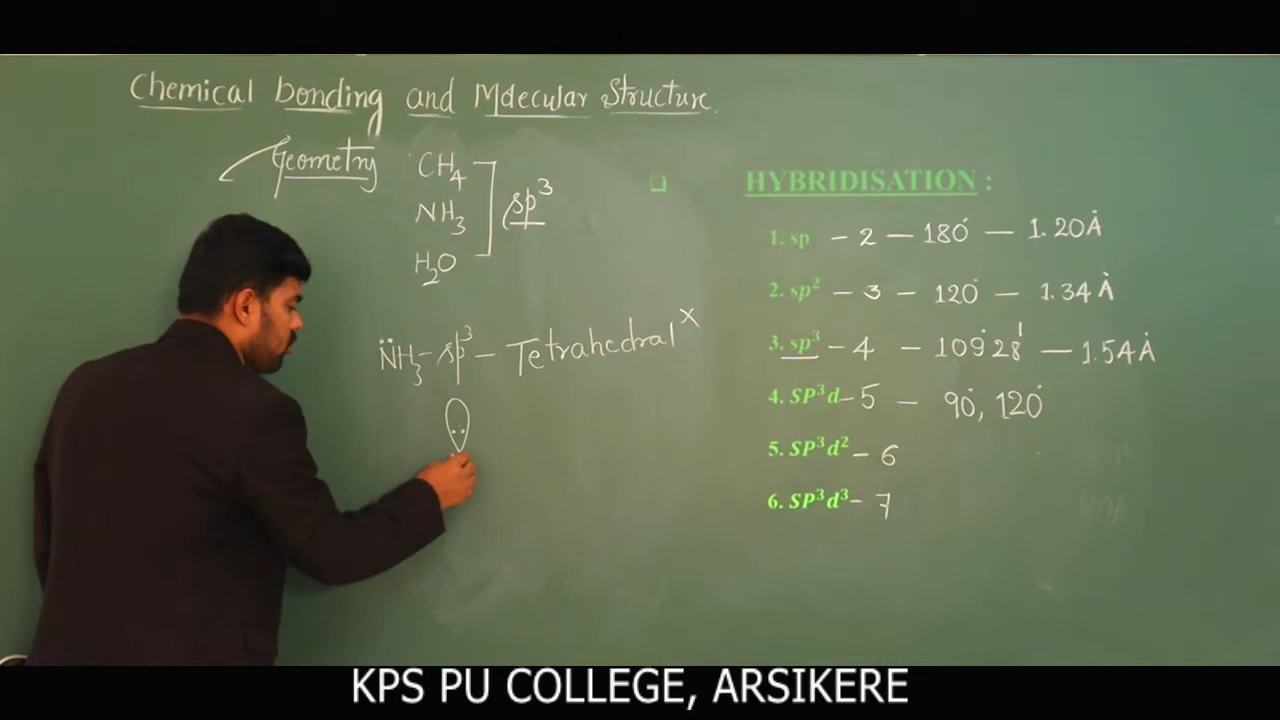 Chemical bonding and Molecular Structure.
Geometry CH₄
NH₃ sp³
H₂O
N̈H₃ - sp³ - Tetrahedral x
HYBRIDISATION :
1. sp - 2 - 180° - 1.20Å
2. sp² - 3 - 120° - 1.34Å
3. sp³ - 4 - 109°28' - 1.54Å
4. SP³d - 5 - 90°, 120°
5. SP³d² - 6
6. SP³d³ - 7
KPS PU COLLEGE, ARSIKERE